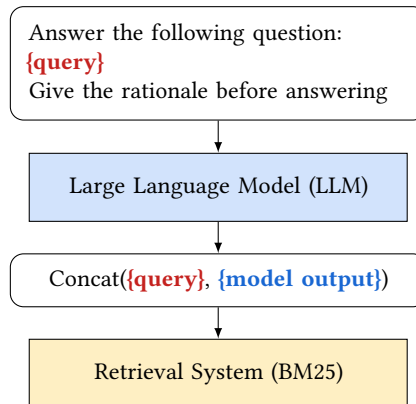 Answer the following question:
{query}
Give the rationale before answering
Large Language Model (LLM)
Concat({query}, {model output})
Retrieval System (BM25)